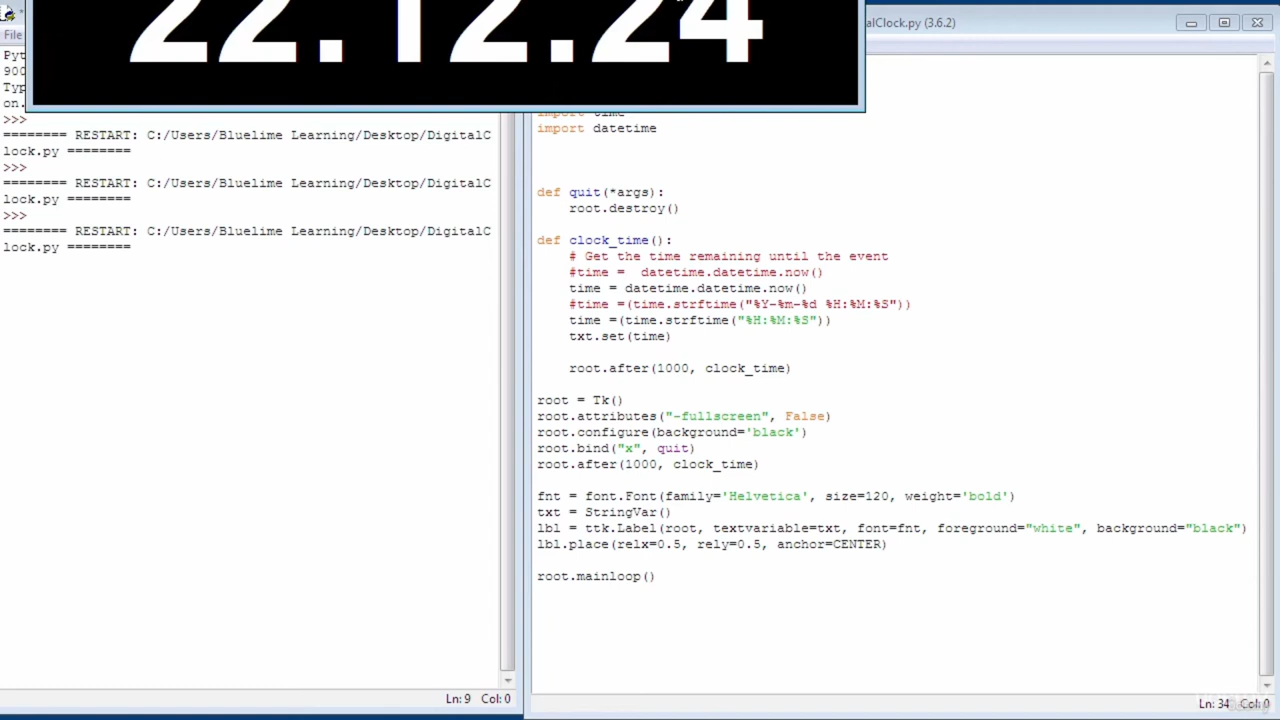 22:12:24
alClock.py (3.6.2)
File
Pyt
900
Typ
on.
>>>
======== RESTART: C:/Users/Bluelime Learning/Desktop/DigitalC
lock.py ========
>>>
======== RESTART: C:/Users/Bluelime Learning/Desktop/DigitalC
lock.py ========
>>>
======== RESTART: C:/Users/Bluelime Learning/Desktop/DigitalC
lock.py ========
Ln: 9 Col: 0
import time
import datetime
def quit(*args):
    root.destroy()
def clock_time():
    # Get the time remaining until the event
    #time =  datetime.datetime.now()
    time = datetime.datetime.now()
    #time =(time.strftime("%Y-%m-%d %H:%M:%S"))
    time =(time.strftime("%H:%M:%S"))
    txt.set(time)
    root.after(1000, clock_time)
root = Tk()
root.attributes("-fullscreen", False)
root.configure(background='black')
root.bind("x", quit)
root.after(1000, clock_time)
fnt = font.Font(family='Helvetica', size=120, weight='bold')
txt = StringVar()
lbl = ttk.Label(root, textvariable=txt, font=fnt, foreground="white", background="black")
lbl.place(relx=0.5, rely=0.5, anchor=CENTER)
root.mainloop()
Ln: 34 Col: 0